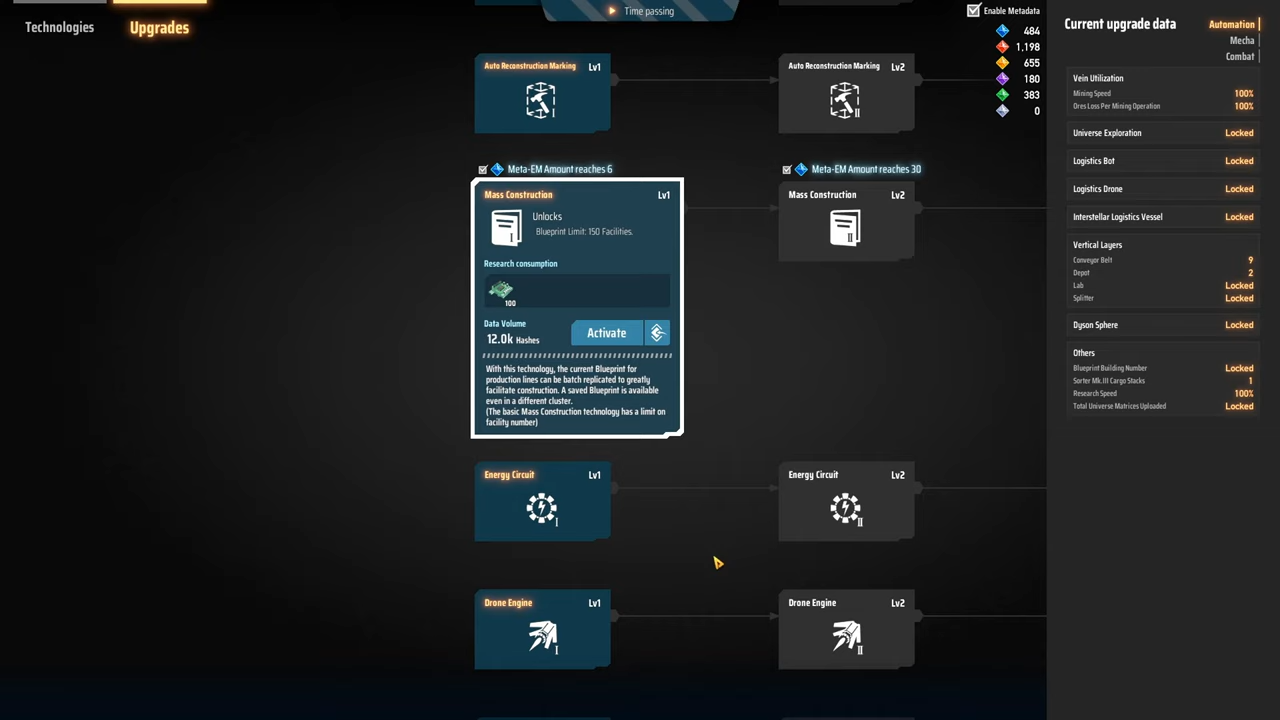 Time passing
Technologies
Upgrades
Enable Metadata
484
1,198
655
180
383
0
Auto Reconstruction Marking Lv1
I
Auto Reconstruction Marking Lv2
II
Meta-EM Amount reaches 6
Mass Construction Lv1
I
Unlocks
Blueprint Limit: 150 Facilities.
Research consumption
100
Data Volume
12.0k Hashes
Activate
With this technology, the current Blueprint for
production lines can be batch replicated to greatly
facilitate construction. A saved Blueprint is available
even in a different cluster.
(The basic Mass Construction technology has a limit on
facility number)
Meta-EM Amount reaches 30
Mass Construction Lv2
II
Energy Circuit Lv1
I
Energy Circuit Lv2
II
Drone Engine Lv1
I
Drone Engine Lv2
II
Current upgrade data
Automation
Mecha
Combat
Vein Utilization
Mining Speed 100%
Ores Loss Per Mining Operation 100%
Universe Exploration Locked
Logistics Bot Locked
Logistics Drone Locked
Interstellar Logistics Vessel Locked
Vertical Layers
Conveyor Belt 9
Depot 2
Lab Locked
Splitter Locked
Dyson Sphere Locked
Others
Blueprint Building Number Locked
Sorter Mk.III Cargo Stacks 1
Research Speed 100%
Total Universe Matrices Uploaded Locked